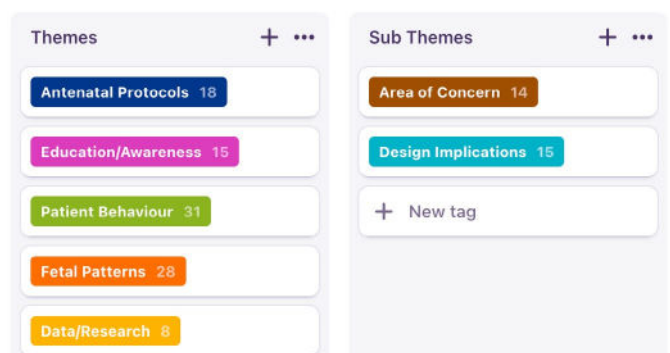 Themes
Antenatal Protocols 18
Education/Awareness 15
Patient Behaviour 31
Fetal Patterns 28
Data/Research 8
Sub Themes
Area of Concern 14
Design Implications 15
+ New tag